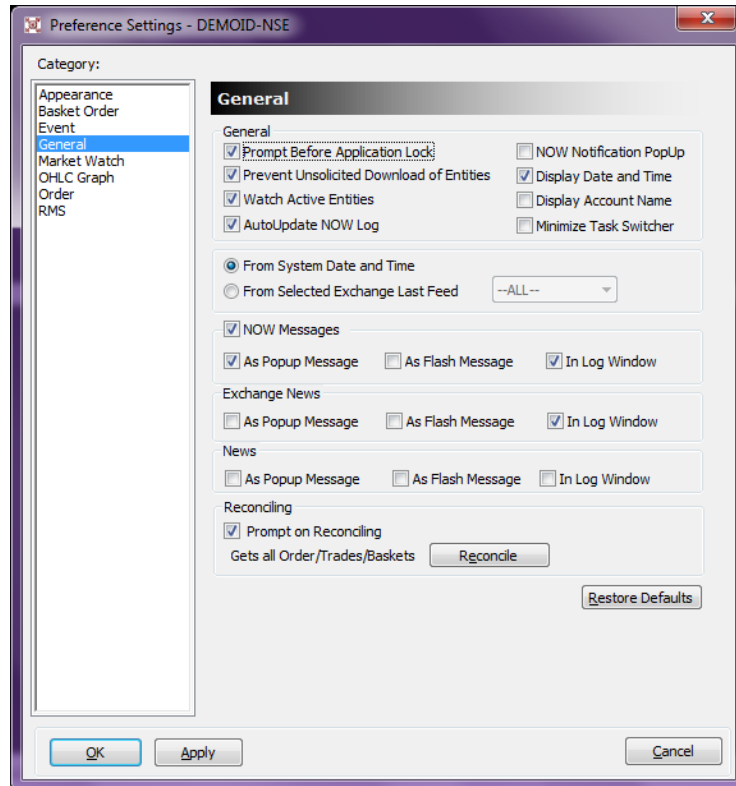 Preference Settings - DEMOID-NSE
Category:
Appearance
Basket Order
Event
General
Market Watch
OHLC Graph
Order
RMS
General
General
Prompt Before Application Lock
NOW Notification PopUp
Prevent Unsolicited Download of Entities
Display Date and Time
Watch Active Entities
Display Account Name
AutoUpdate NOW Log
Minimize Task Switcher
From System Date and Time
From Selected Exchange Last Feed
--ALL--
NOW Messages
As Popup Message As Flash Message In Log Window
Exchange News
As Popup Message As Flash Message In Log Window
News
As Popup Message As Flash Message In Log Window
Reconciling
Prompt on Reconciling
Gets all Order/Trades/Baskets Reconcile
Restore Defaults
OK Apply Cancel